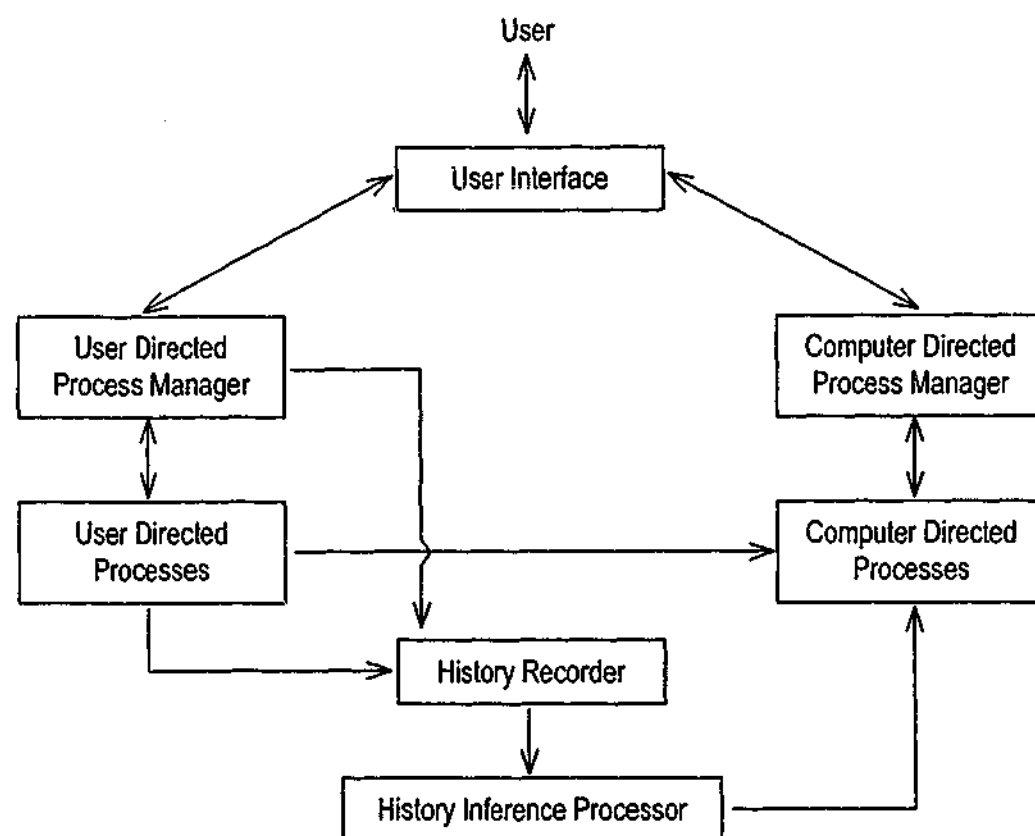 User
User Interface
User Directed
Process Manager
Computer Directed
Process Manager
User Directed
Processes
Computer Directed
Processes
History Recorder
History Inference Processor